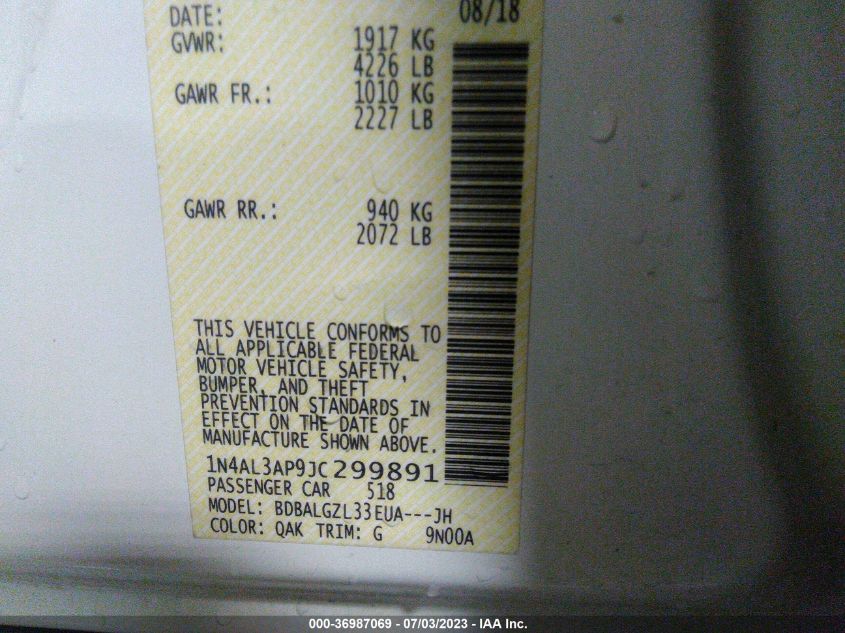 DATE: 08/18
GVWR: 1917 KG
4226 LB
GAWR FR.: 1010 KG
2227 LB
GAWR RR.: 940 KG
2072 LB
THIS VEHICLE CONFORMS TO
ALL APPLICABLE FEDERAL
MOTOR VEHICLE SAFETY,
BUMPER, AND THEFT
PREVENTION STANDARDS IN
EFFECT ON THE DATE OF
MANUFACTURE SHOWN ABOVE.
1N4AL3AP9JC299891
PASSENGER CAR 518
MODEL: BDBALGZL33EUA---JH
COLOR: QAK TRIM: G 9N00A
000-36987069 - 07/03/2023 - IAA Inc.